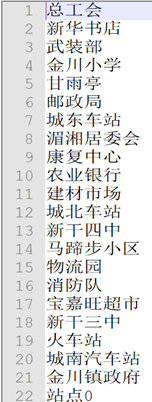 1 总工会
2 新华书店
3 武装部
4 金川小学
5 甘雨亭
6 邮政局
7 城东车站
8 湄湘居委会
9 康复中心
10 农业银行
11 建材市场
12 城北车站
13 新干四中
14 马蹄步小区
15 物流园
16 消防队
17 宝嘉旺超市
18 新干三中
19 火车站
20 城南汽车站
21 金川镇政府
22 站点0